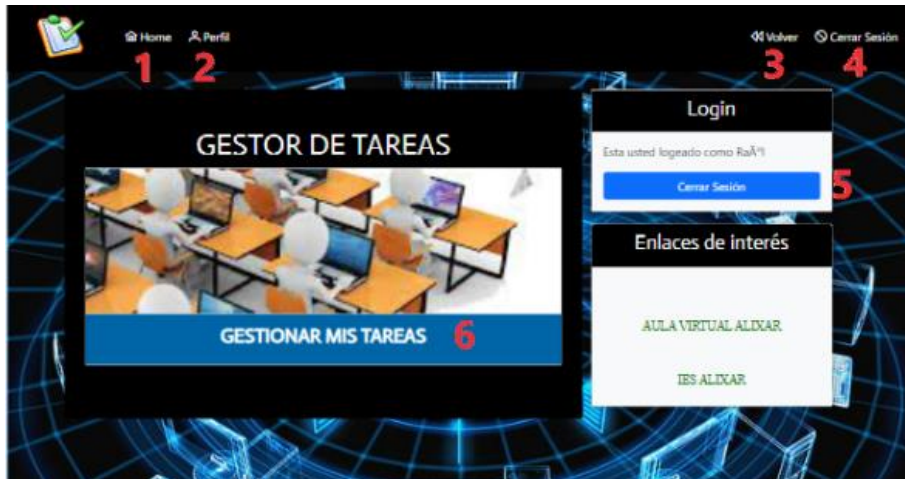 Home Perfil Volver Cerrar Sesión
1 2 3 4
GESTOR DE TAREAS
GESTIONAR MIS TAREAS 6
Login
Esta usted logeado como RaÃºl
Cerrar Sesión 5
Enlaces de interés
AULA VIRTUAL ALIXAR
IES ALIXAR